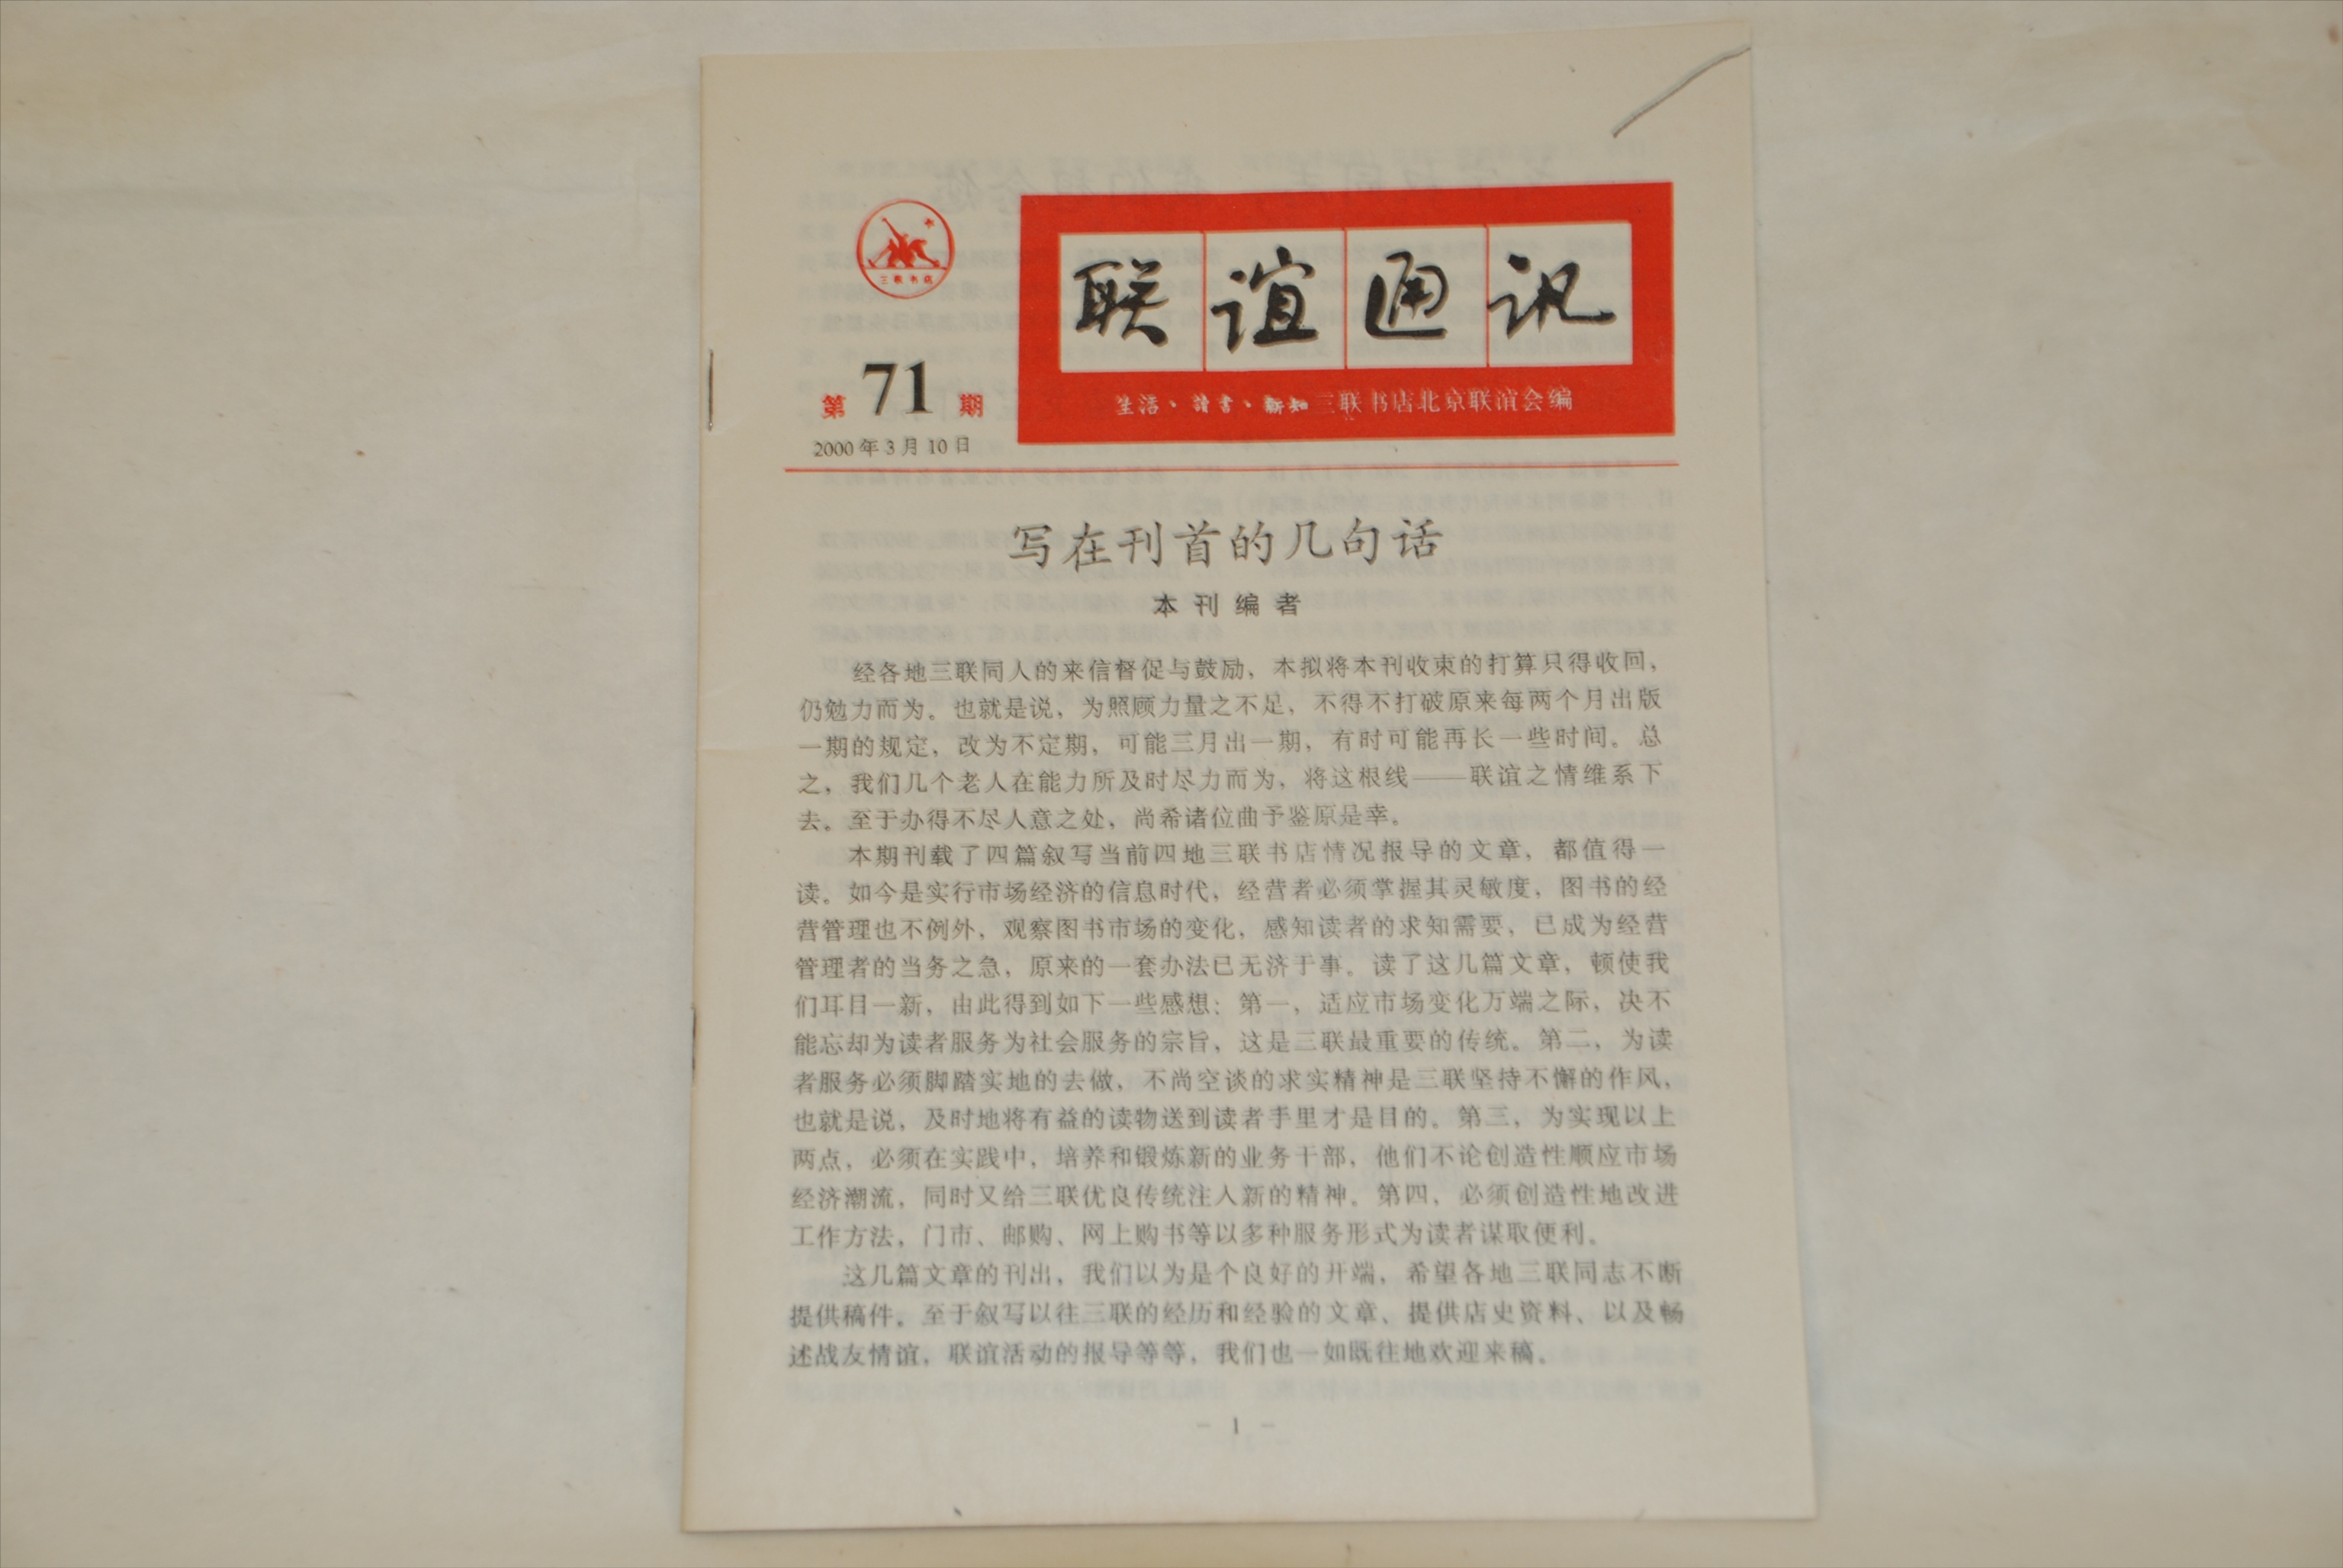 三联书店
联谊通讯
生活·读书·新知三联书店北京联谊会编
第71期
2000年3月10日
写在刊首的几句话
本刊编者
经各地三联同人的来信督促与鼓励，本拟将本刊收束的打算只得收回，
仍勉力而为。也就是说，为照顾力量之不足，不得不打破原来每两个月出版
一期的规定，改为不定期，可能三月出一期，有时可能再长一些时间。总
之，我们几个老人在能力所及时尽力而为，将这根线——联谊之情维系下
去。至于办得不尽人意之处，尚希诸位曲予鉴原是幸。
本期刊载了四篇叙写当前四地三联书店情况报导的文章，都值得一
读。如今是实行市场经济的信息时代，经营者必须掌握其灵敏度，图书的经
营管理也不例外，观察图书市场的变化，感知读者的求知需要，已成为经营
管理者的当务之急，原来的一套办法已无济于事。读了这几篇文章，顿使我
们耳目一新，由此得到如下一些感想：第一，适应市场变化万端之际，决不
能忘却为读者服务为社会服务的宗旨，这是三联最重要的传统。第二，为读
者服务必须脚踏实地的去做，不尚空谈的求实精神是三联坚持不懈的作风，
也就是说，及时地将有益的读物送到读者手里才是目的。第三，为实现以上
两点，必须在实践中，培养和锻炼新的业务干部，他们不论创造性顺应市场
经济潮流，同时又给三联优良传统注入新的精神。第四，必须创造性地改进
工作方法，门市、邮购、网上购书等以多种服务形式为读者谋取便利。
这几篇文章的刊出，我们以为是个良好的开端，希望各地三联同志不断
提供稿件。至于叙写以往三联的经历和经验的文章、提供店史资料、以及畅
述战友情谊，联谊活动的报导等等，我们也一如既往地欢迎来稿。
- 1 -